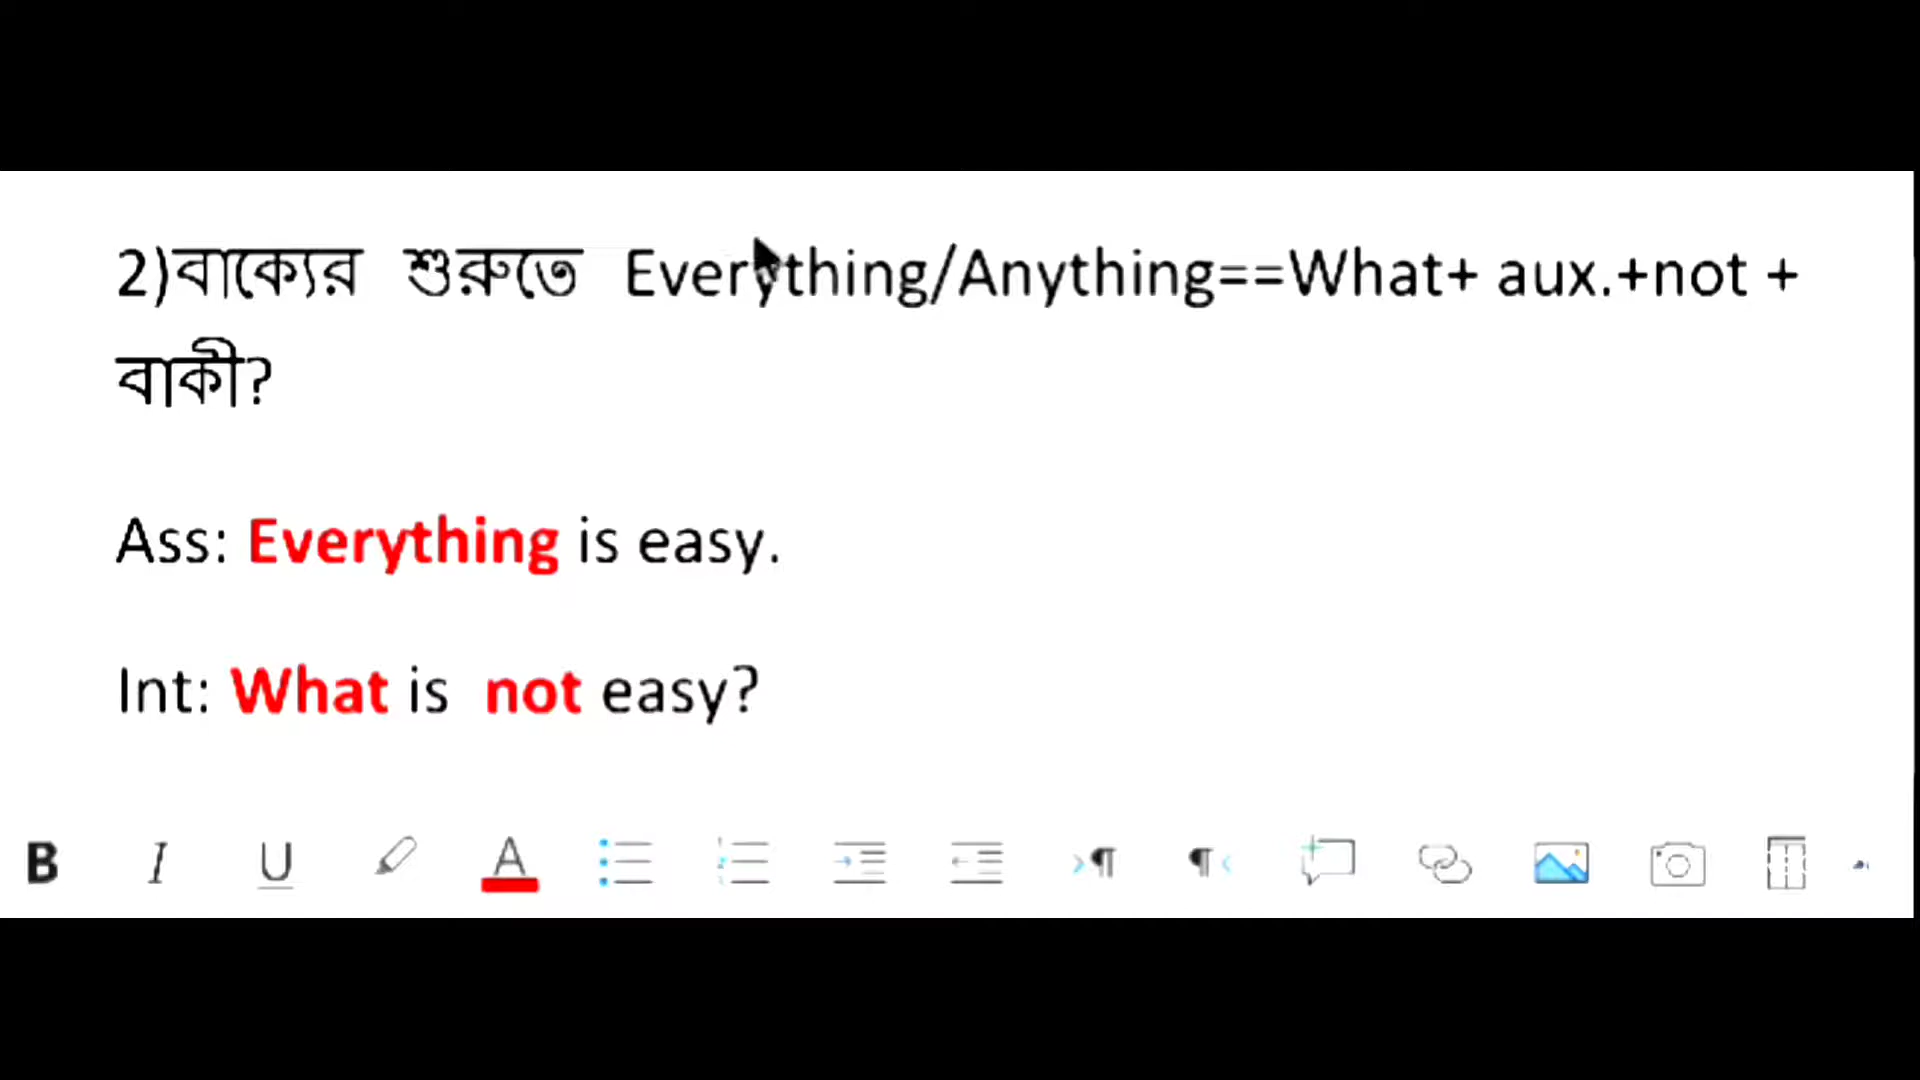 2)বাক্যের শুরুতে Everything/Anything==What+ aux.+not +
বাকী?
Ass: Everything is easy.
Int: What is not easy?